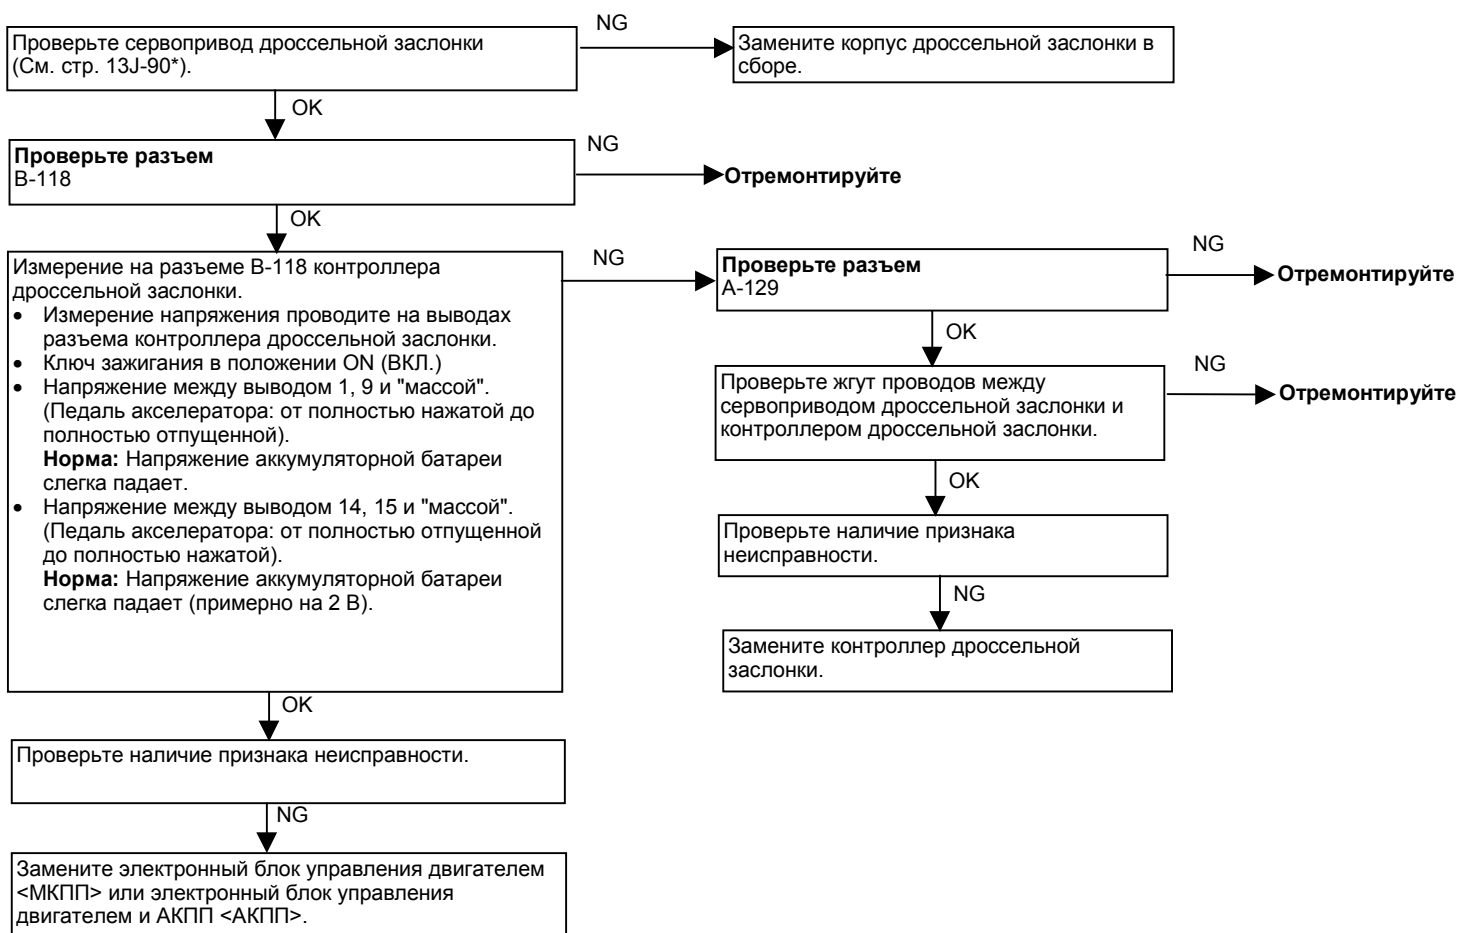 Проверьте сервопривод дроссельной заслонки
(См. стр. 13J-90*).
NG
Замените корпус дроссельной заслонки в
сборе.
OK
Проверьте разъем
B-118
NG
Отремонтируйте
OK
Измерение на разъеме B-118 контроллера
дроссельной заслонки.
• Измерение напряжения проводите на выводах
разъема контроллера дроссельной заслонки.
• Ключ зажигания в положении ON (ВКЛ.)
• Напряжение между выводом 1, 9 и "массой".
(Педаль акселератора: от полностью нажатой до
полностью отпущенной).
Норма: Напряжение аккумуляторной батареи
слегка падает.
• Напряжение между выводом 14, 15 и "массой".
(Педаль акселератора: от полностью отпущенной
до полностью нажатой).
Норма: Напряжение аккумуляторной батареи
слегка падает (примерно на 2 В).
NG
Проверьте разъем
A-129
NG
Отремонтируйте
OK
Проверьте жгут проводов между
сервоприводом дроссельной заслонки и
контроллером дроссельной заслонки.
NG
Отремонтируйте
OK
Проверьте наличие признака
неисправности.
NG
Замените контроллер дроссельной
заслонки.
OK
Проверьте наличие признака неисправности.
NG
Замените электронный блок управления двигателем
<МКПП> или электронный блок управления
двигателем и АКПП <АКПП>.